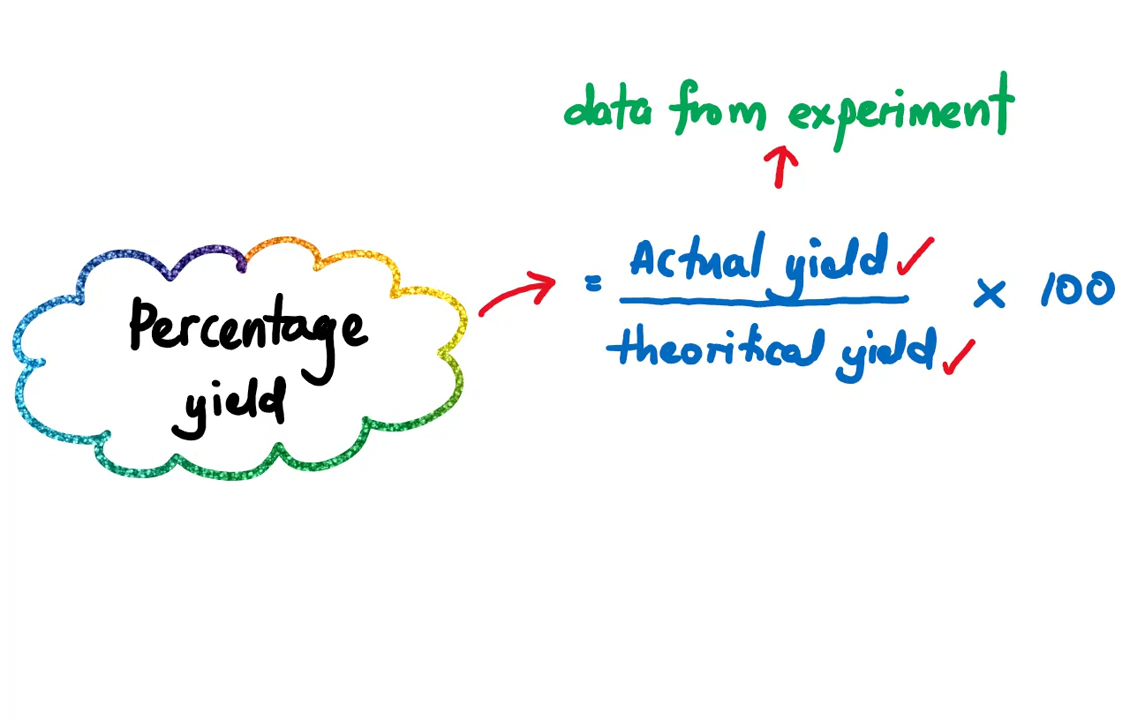 data from experiment
Percentage
yield
= Actual yield ✓
theoritical yield ✓
× 100